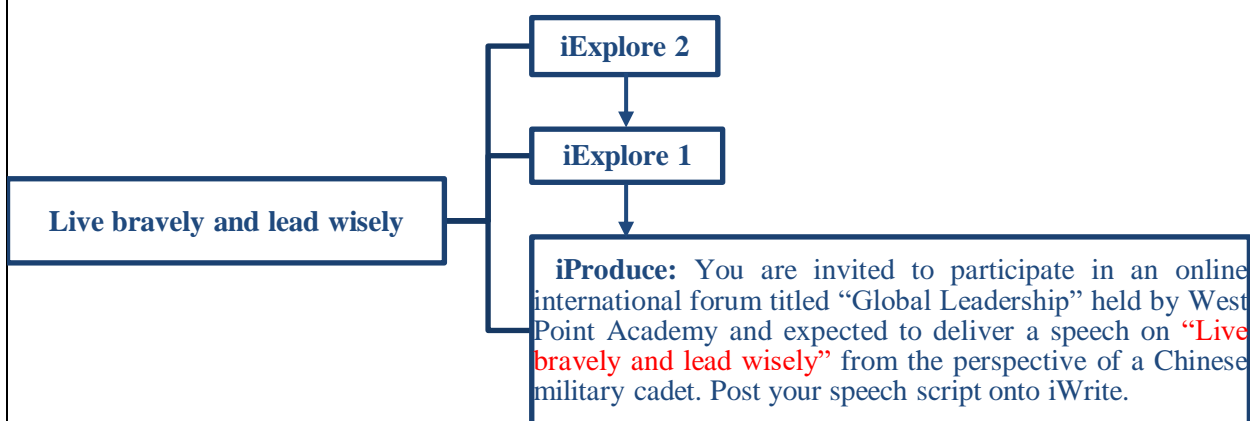 iExplore 2
iExplore 1
Live bravely and lead wisely
iProduce: You are invited to participate in an online
international forum titled “Global Leadership” held by West
Point Academy and expected to deliver a speech on “Live
bravely and lead wisely” from the perspective of a Chinese
military cadet. Post your speech script onto iWrite.